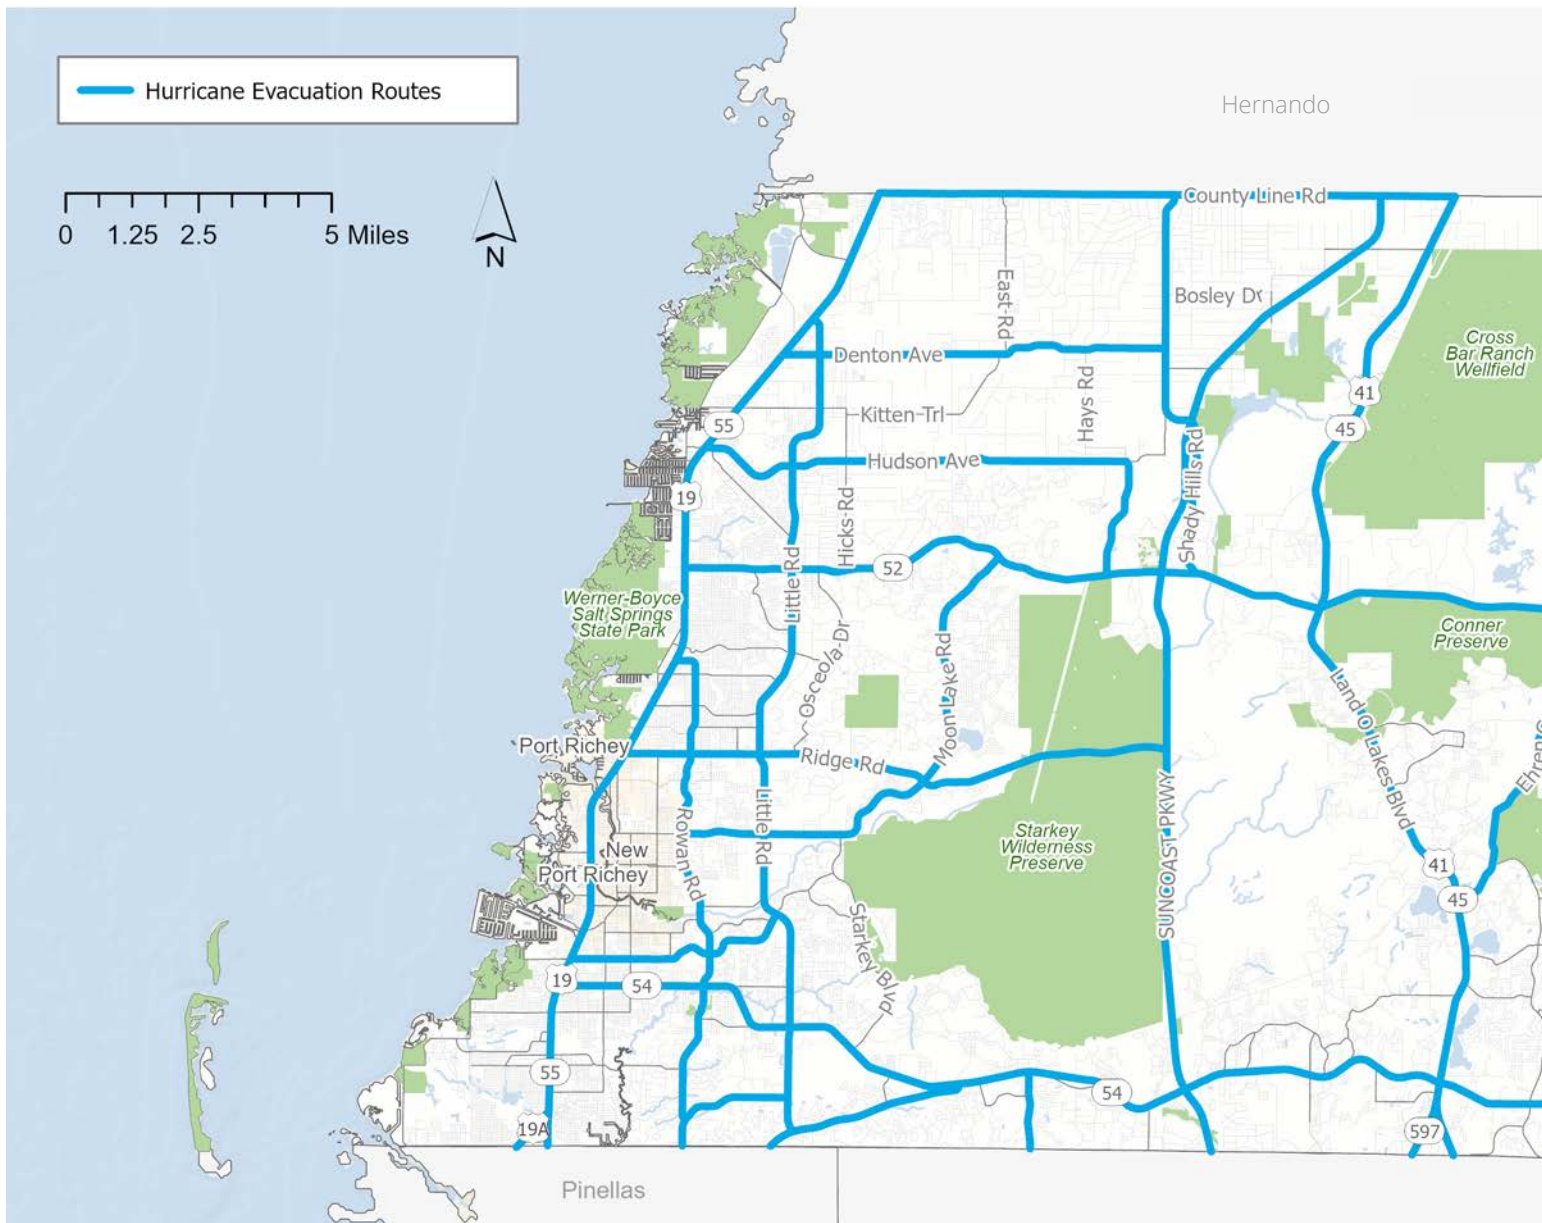 Hurricane Evacuation Routes
0 1.25 2.5 5 Miles
N
Hernando
County Line Rd
East Rd
Bosley Dr
Cross
Bar Ranch
Wellfield
Denton Ave
Hays Rd
41
55
Kitten Trl
45
Hudson Ave
Shady Hills Rd
19
Hicks Rd
52
Little Rd
Werner-Boyce
Salt Springs
State Park
Conner
Preserve
Osceola Dr
Moon Lake Rd
Land O Lakes Blvd
Port Richey
Ridge Rd
SUNCOAST PKWY
Rowan Rd
Little Rd
Starkey
Wilderness
Preserve
New
Port Richey
41
45
Starkey Blvd
19
54
55
54
19A
597
Pinellas